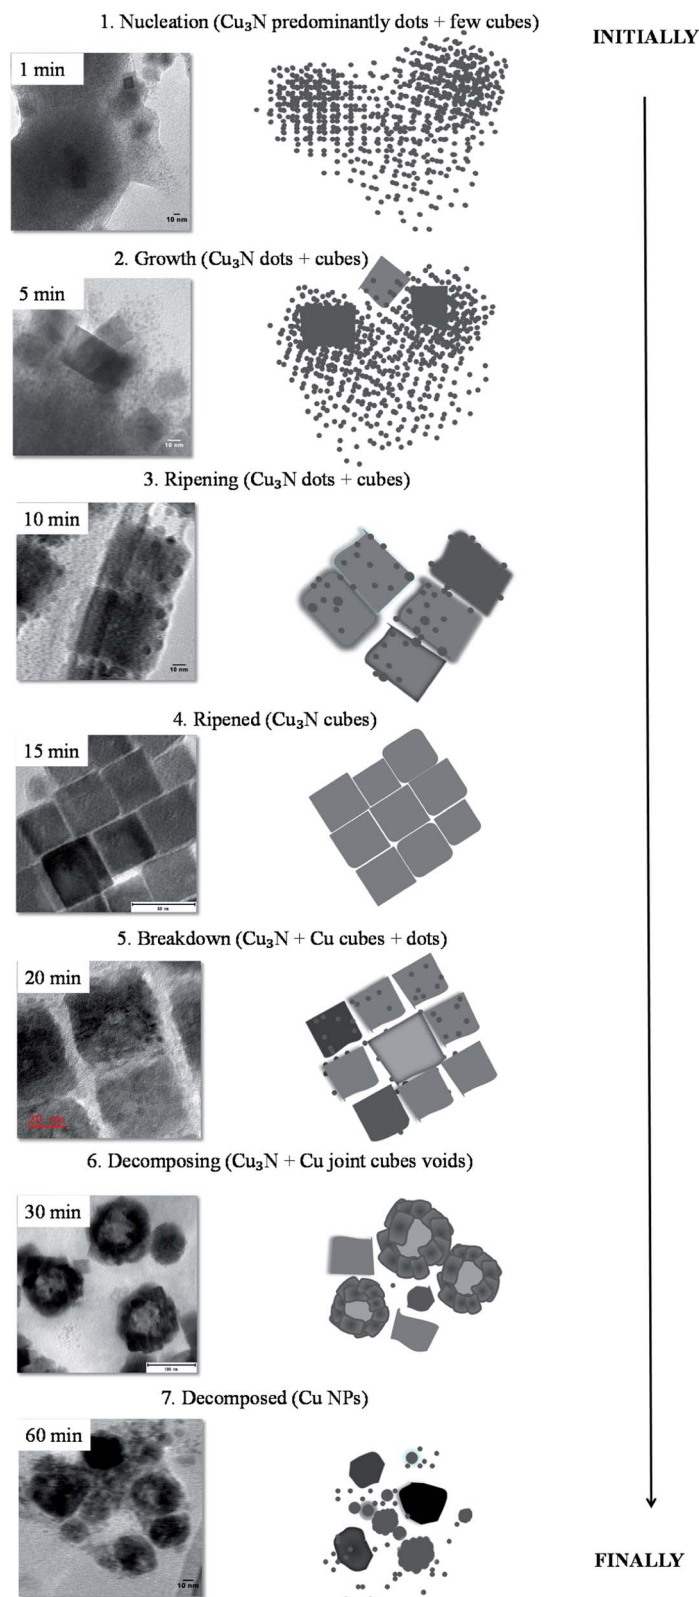 1. Nucleation (Cu₃N predominantly dots + few cubes)
INITIALLY
1 min
10 nm
2. Growth (Cu₃N dots + cubes)
5 min
10 nm
3. Ripening (Cu₃N dots + cubes)
10 min
10 nm
4. Ripened (Cu₃N cubes)
15 min
5. Breakdown (Cu₃N + Cu cubes + dots)
20 min
6. Decomposing (Cu₃N + Cu joint cubes voids)
30 min
100 nm
7. Decomposed (Cu NPs)
60 min
10 nm
FINALLY